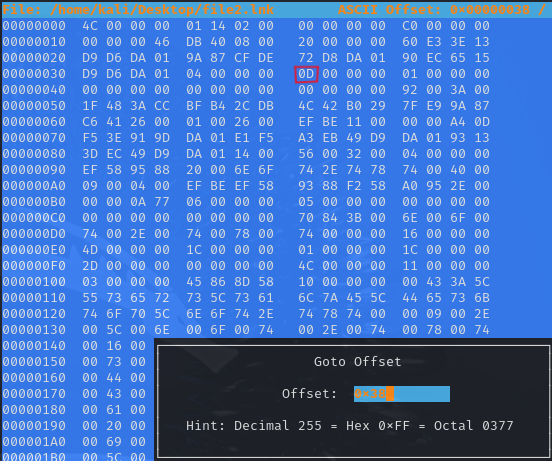 File: /home/kali/Desktop/file2.lnk ASCII Offset: 0×00000038 /
00000000 4C 00 00 00 01 14 02 00 00 00 00 00 C0 00 00 00
00000010 00 00 00 46 DB 40 08 00 20 00 00 00 60 E3 3E 13
00000020 D9 D6 DA 01 9A 87 CF DE 72 D8 DA 01 90 EC 65 15
00000030 D9 D6 DA 01 04 00 00 00 0D 00 00 00 01 00 00 00
00000040 00 00 00 00 00 00 00 00 00 00 00 00 92 00 3A 00
00000050 1F 48 3A CC BF B4 2C DB 4C 42 B0 29 7F E9 9A 87
00000060 C6 41 26 00 01 00 26 00 EF BE 11 00 00 00 A4 0D
00000070 F5 3E 91 9D DA 01 E1 F5 A3 EB 49 D9 DA 01 93 13
00000080 3D EC 49 D9 DA 01 14 00 56 00 32 00 04 00 00 00
00000090 EF 58 95 88 20 00 6E 6F 74 2E 74 78 74 00 40 00
000000A0 09 00 04 00 EF BE EF 58 93 88 F2 58 A0 95 2E 00
000000B0 00 00 0A 77 06 00 00 00 05 00 00 00 00 00 00 00
000000C0 00 00 00 00 00 00 00 00 70 84 3B 00 6E 00 6F 00
000000D0 74 00 2E 00 74 00 78 00 74 00 00 00 16 00 00 00
000000E0 4D 00 00 00 1C 00 00 00 01 00 00 00 1C 00 00 00
000000F0 2D 00 00 00 00 00 00 00 4C 00 00 00 11 00 00 00
00000100 03 00 00 00 45 86 8D 58 10 00 00 00 00 43 3A 5C
00000110 55 73 65 72 73 5C 73 61 6C 7A 45 5C 44 65 73 6B
00000120 74 6F 70 5C 6E 6F 74 2E 74 78 74 00 00 09 00 2E
00000130 00 5C 00 6E 00 6F 00 74 00 2E 00 74 00 78 00 74
00000140 00 16 00
00000150 00 73 00
00000160 00 44 00
00000170 00 43 00
00000180 00 61 00
00000190 00 20 00
000001A0 00 69 00
000001B0 00 5C 00
Goto Offset
Offset: 0×38
Hint: Decimal 255 = Hex 0×FF = Octal 0377